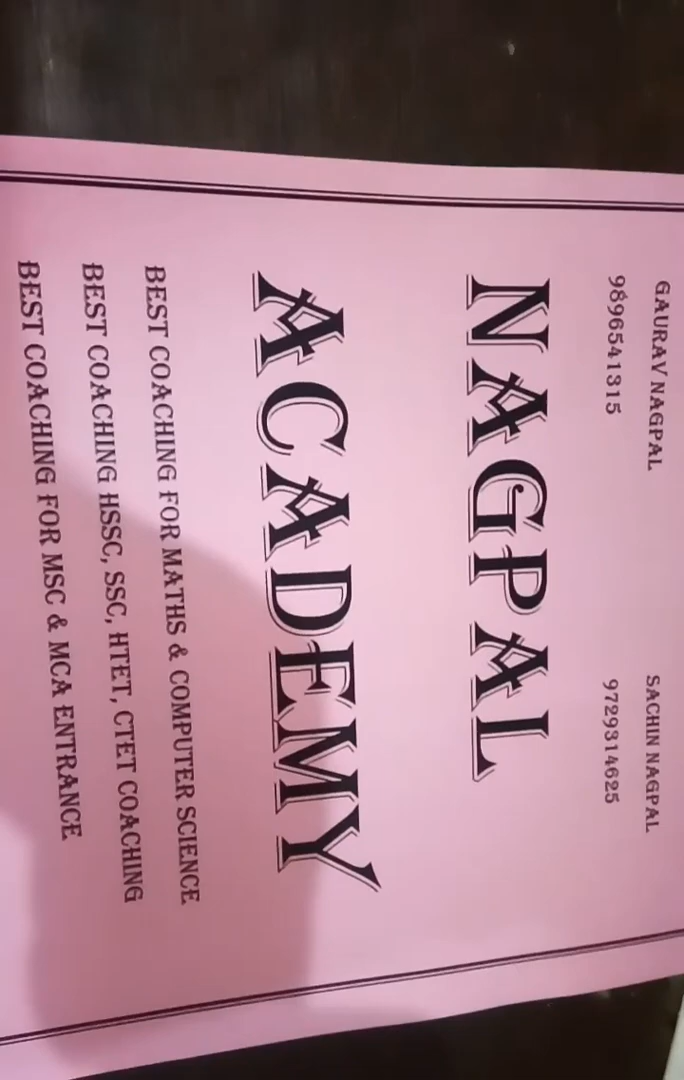 GAURAV NAGPAL SACHIN NAGPAL
9896541315 9729314625
NAGPAL
ACADEMY
BEST COACHING FOR MATHS & COMPUTER SCIENCE
BEST COACHING HSSC, SSC, HTET, CTET COACHING
BEST COACHING FOR MSC & MCA ENTRANCE